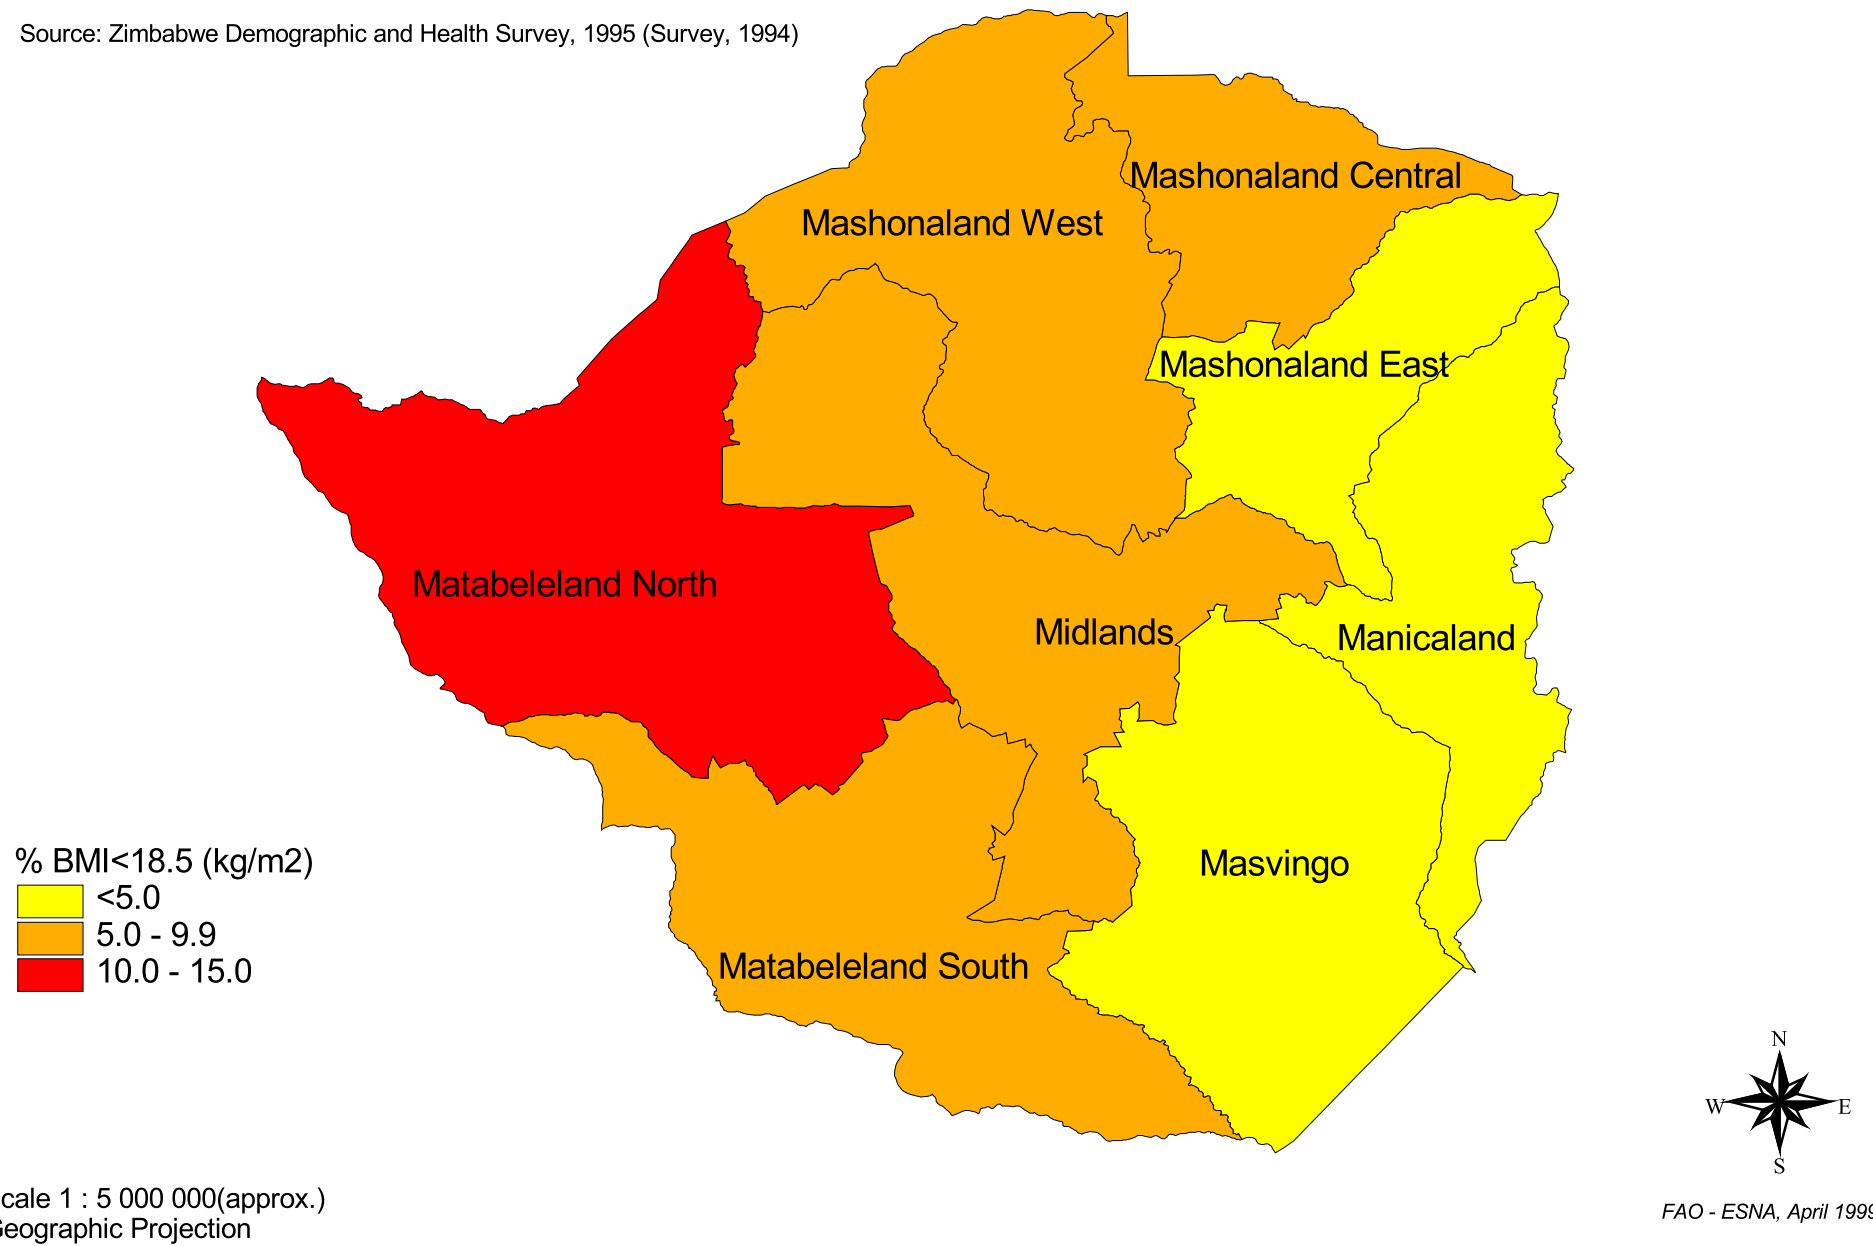 Source: Zimbabwe Demographic and Health Survey, 1995 (Survey, 1994)
Mashonaland Central
Mashonaland West
Mashonaland East
Matabeleland North
Midlands
Manicaland
Masvingo
Matabeleland South
% BMI<18.5 (kg/m2)
<5.0
5.0 - 9.9
10.0 - 15.0
N
W
E
S
cale 1 : 5 000 000(approx.)
Geographic Projection
FAO - ESNA, April 1999